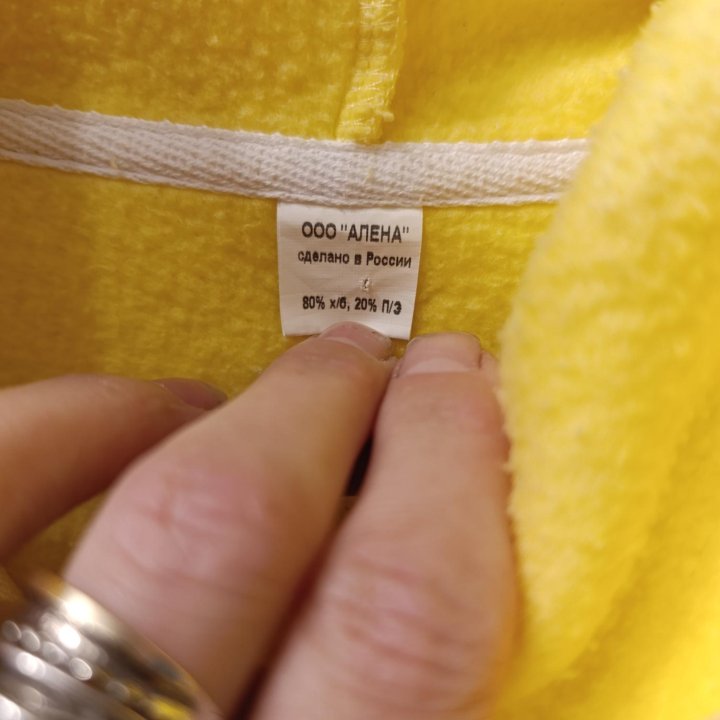 ООО "АЛЕНА"
сделано в России
80% х/б, 20% П/Э